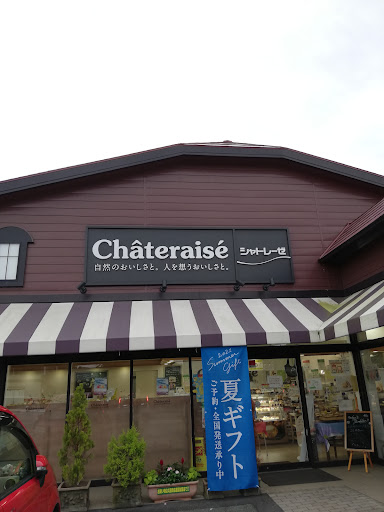 Châteraisé
シャトレーゼ
自然のおいしさと。人を想うおいしさと。
Summer
Gift
夏ギフト
ご予約・全国発送承り中